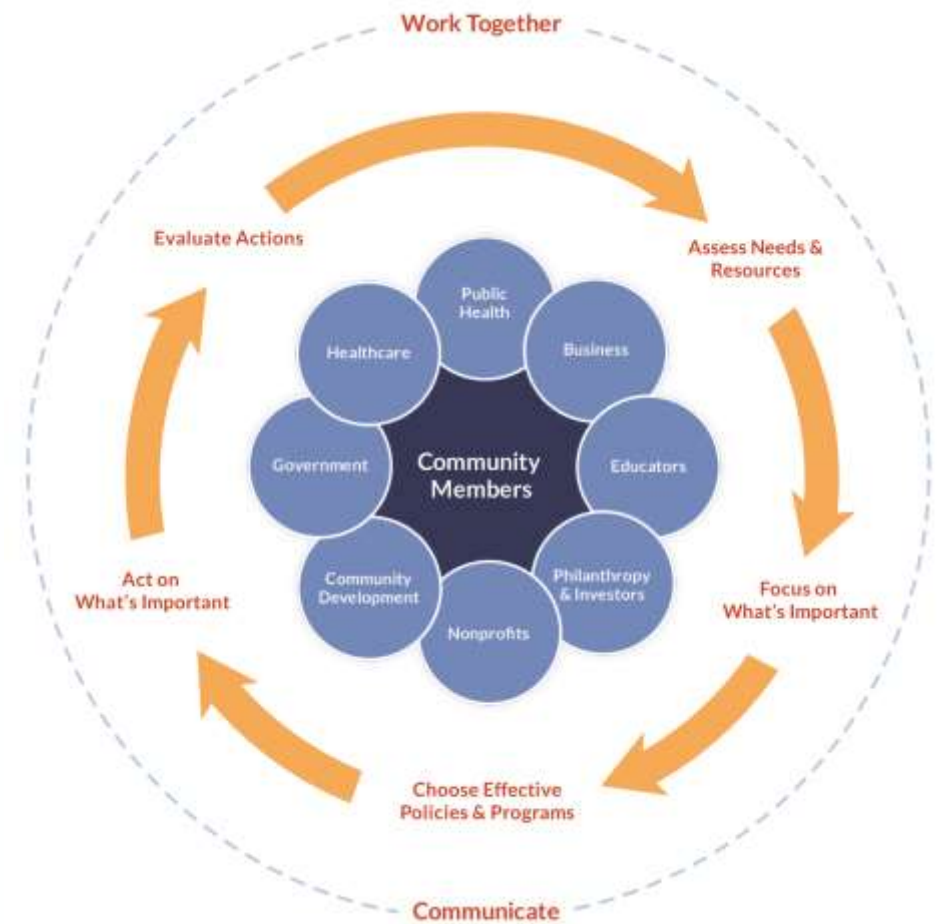 Work Together
Evaluate Actions
Assess Needs &
Resources
Public
Health
Healthcare
Business
Government
Community
Members
Educators
Community
Development
Philanthropy
& Investors
Nonprofits
Act on
What's Important
Focus on
What's Important
Choose Effective
Policies & Programs
Communicate